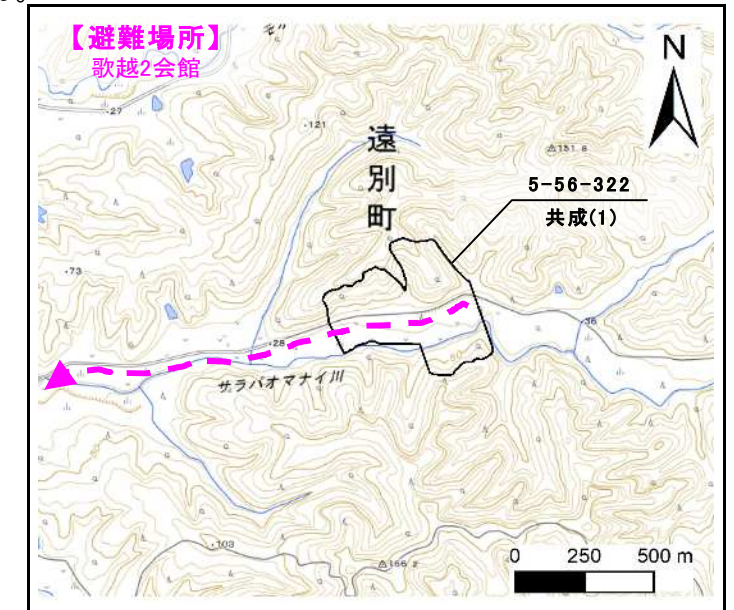 【避難場所】
歌越2会館
N
・27
・121
遠別町
△151.8
5-56-322
共成(1)
・73
・28
・36
サラパオマナイ川
50
・103
△166.2
0 250 500 m